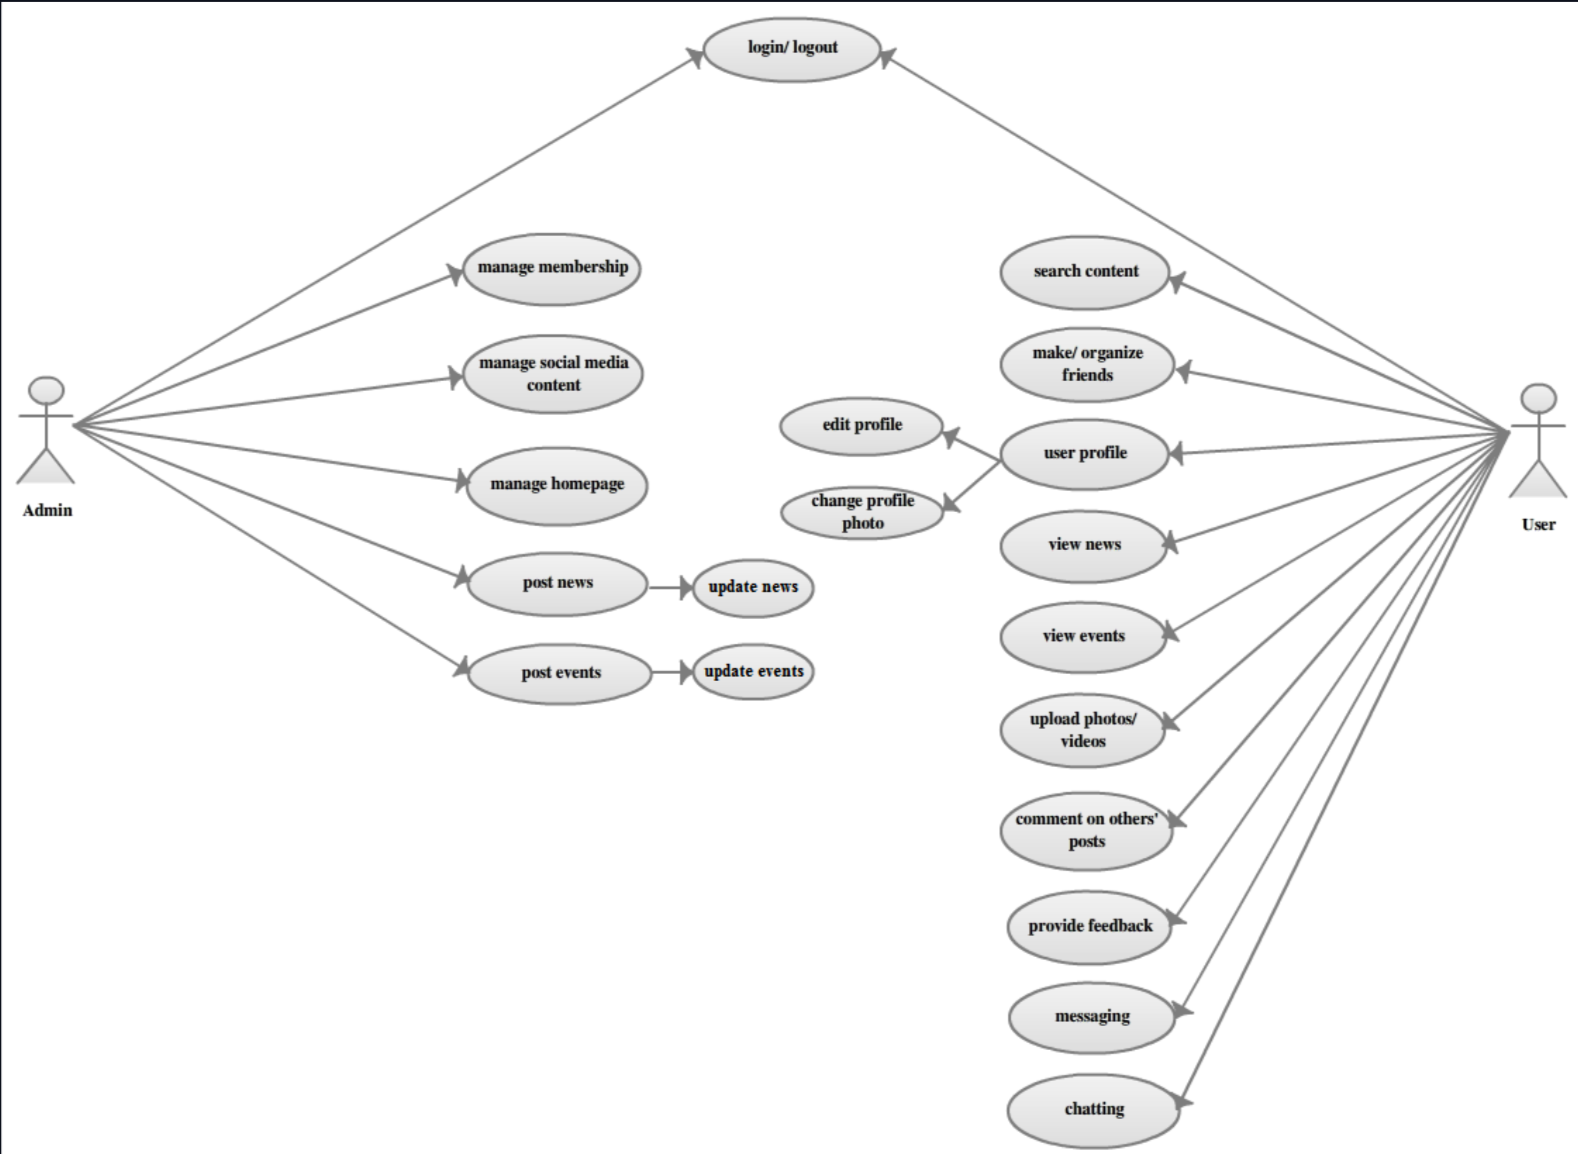 login/ logout
manage membership
manage social media
content
manage homepage
post news
update news
post events
update events
Admin
search content
make/ organize
friends
edit profile
user profile
change profile
photo
view news
view events
upload photos/
videos
comment on others'
posts
provide feedback
messaging
chatting
User